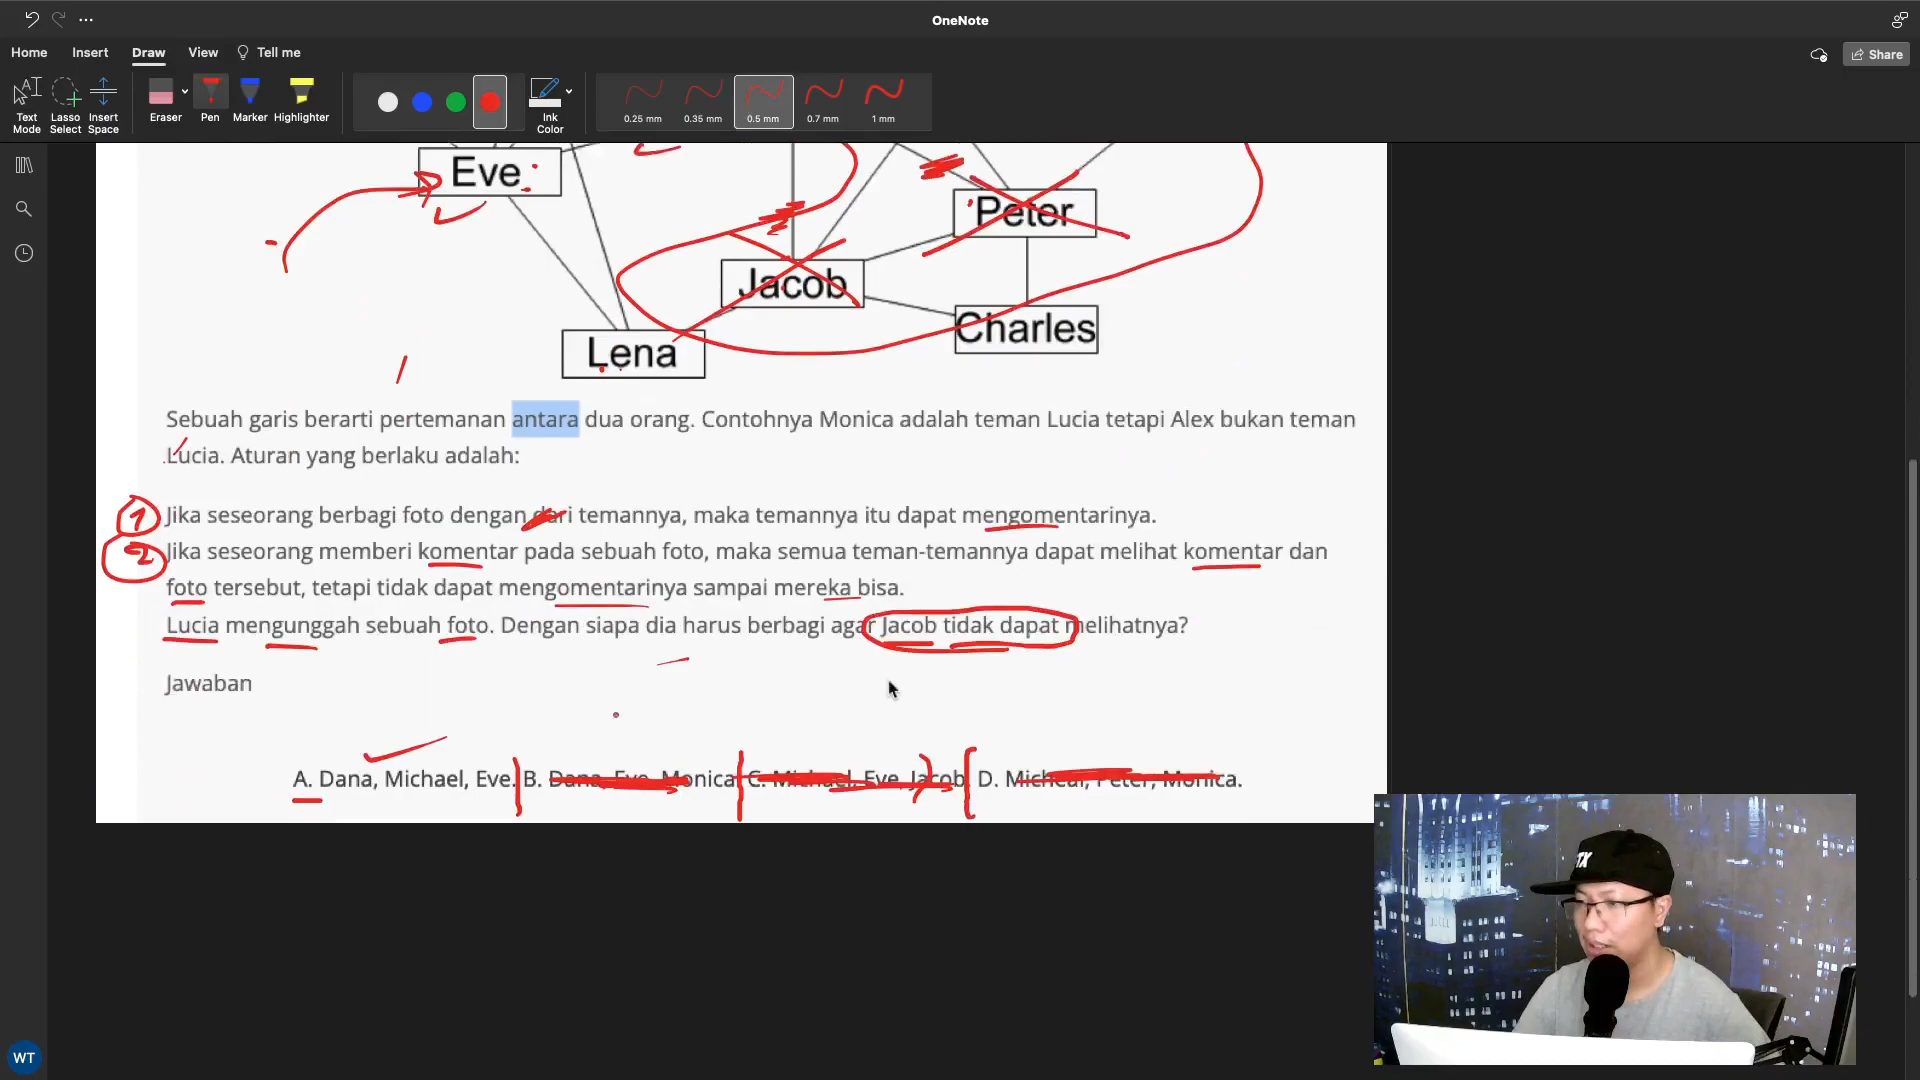 OneNote
Home Insert Draw View Tell me
Share
Text Mode
Lasso Select
Insert Space
Eraser
Pen
Marker
Highlighter
Ink Color
0.25 mm 0.35 mm 0.5 mm 0.7 mm 1 mm
Eve
Peter
Jacob
Charles
Lena
Sebuah garis berarti pertemanan antara dua orang. Contohnya Monica adalah teman Lucia tetapi Alex bukan teman
Lucia. Aturan yang berlaku adalah:
1 Jika seseorang berbagi foto dengan dari temannya, maka temannya itu dapat mengomentarinya.
2 Jika seseorang memberi komentar pada sebuah foto, maka semua teman-temannya dapat melihat komentar dan
foto tersebut, tetapi tidak dapat mengomentarinya sampai mereka bisa.
Lucia mengunggah sebuah foto. Dengan siapa dia harus berbagi agar Jacob tidak dapat melihatnya?
Jawaban
A. Dana, Michael, Eve. B. Dana, Eve, Monica C. Michael, Eve, Jacob D. Micheal, Peter, Monica.
WT